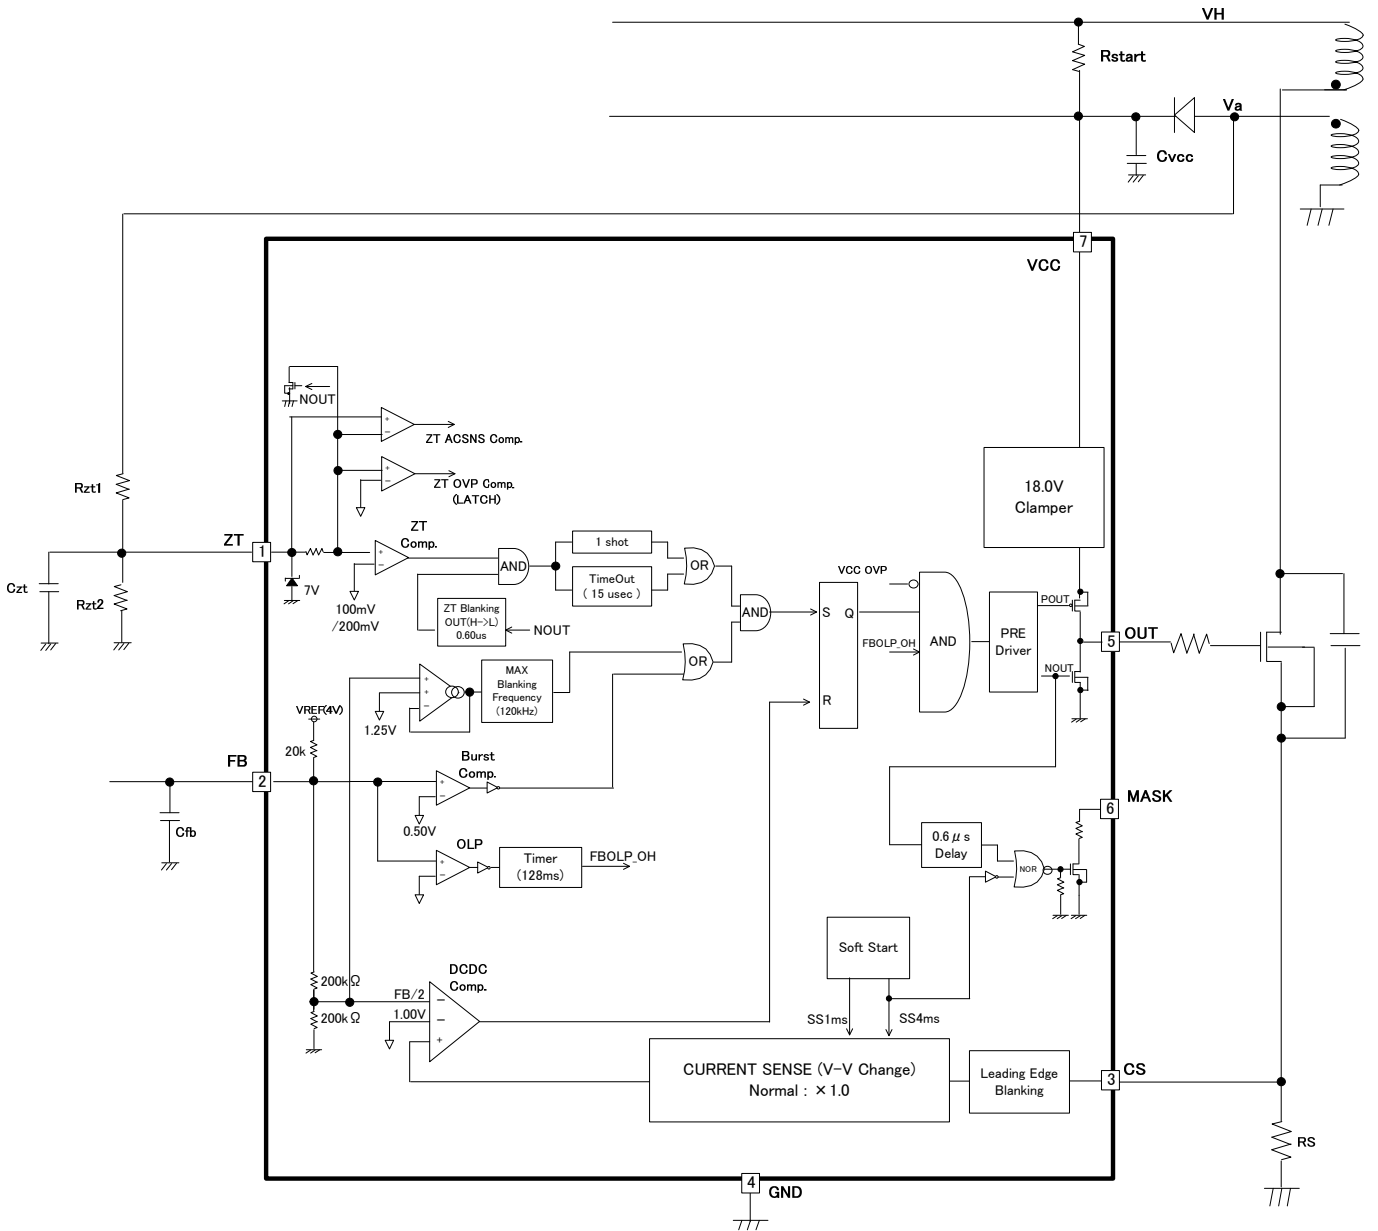 VH
Rstart
Va
Cvcc
7
VCC
NOUT
+
−
ZT ACSNS Comp.
+
−
ZT OVP Comp.
(LATCH)
18.0V
Clamper
Rzt1
ZT
1
ZT
Comp.
+
−
7V
100mV
/200mV
AND
1 shot
TimeOut
( 15 usec )
OR
ZT Blanking
OUT(H->L)
0.60us
NOUT
AND
Czt
Rzt2
VCC OVP
S
Q
R
FBOLP_OH
AND
PRE
Driver
POUT
NOUT
5
OUT
OR
+
+
−
1.25V
MAX
Blanking
Frequency
(120kHz)
VREF(4V)
20k
FB
2
Burst
Comp.
+
−
0.50V
Cfb
OLP
+
−
Timer
(128ms)
FBOLP_OH
MASK
6
0.6μs
Delay
NOR
Soft Start
SS1ms
SS4ms
200kΩ
200kΩ
DCDC
Comp.
FB/2
1.00V
−
−
+
CURRENT SENSE (V-V Change)
Normal : ×1.0
Leading Edge
Blanking
3
CS
RS
4
GND